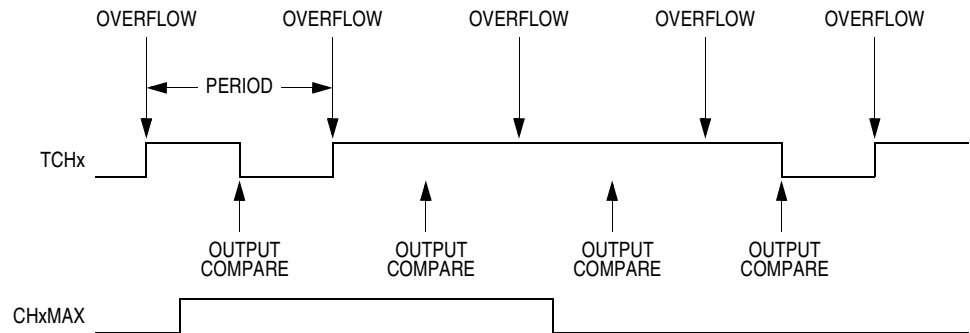 OVERFLOW OVERFLOW OVERFLOW OVERFLOW OVERFLOW
PERIOD
TCHx
OUTPUT OUTPUT OUTPUT OUTPUT
COMPARE COMPARE COMPARE COMPARE
CHxMAX